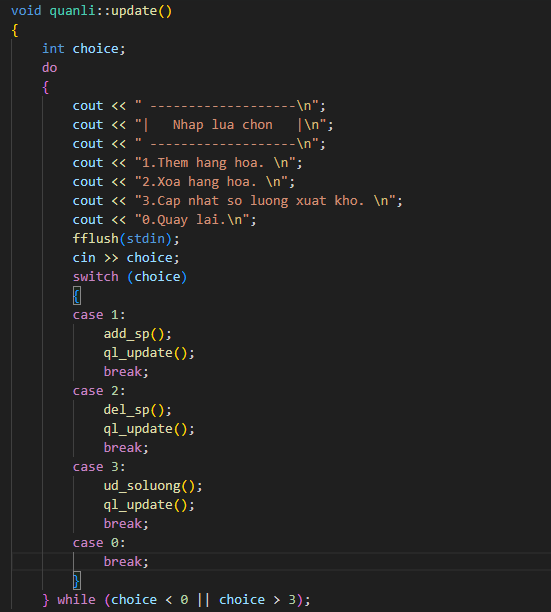 void quanli::update()
{
    int choice;
    do
    {
        cout << " -------------------\n";
        cout << "|   Nhap lua chon   |\n";
        cout << " -------------------\n";
        cout << "1.Them hang hoa. \n";
        cout << "2.Xoa hang hoa. \n";
        cout << "3.Cap nhat so luong xuat kho. \n";
        cout << "0.Quay lai.\n";
        fflush(stdin);
        cin >> choice;
        switch (choice)
        {
        case 1:
            add_sp();
            ql_update();
            break;
        case 2:
            del_sp();
            ql_update();
            break;
        case 3:
            ud_soluong();
            ql_update();
            break;
        case 0:
            break;
        }
    } while (choice < 0 || choice > 3);